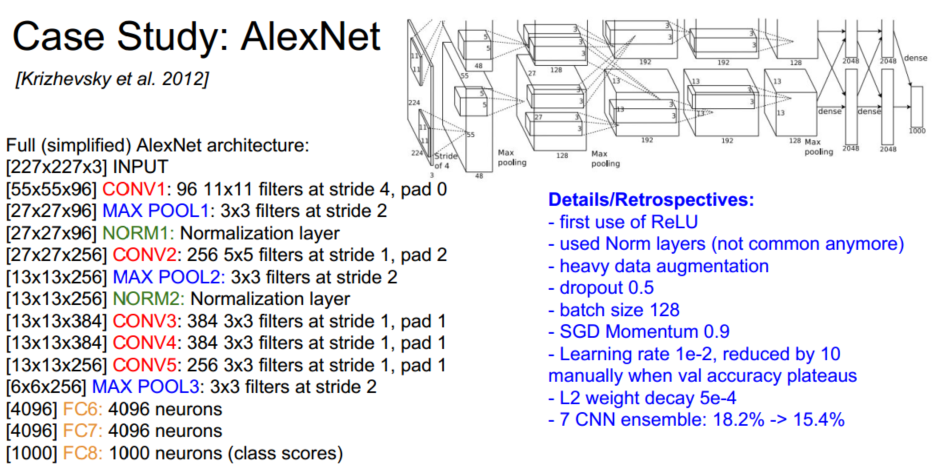 Case Study: AlexNet
[Krizhevsky et al. 2012]
Full (simplified) AlexNet architecture:
[227x227x3] INPUT
[55x55x96] CONV1: 96 11x11 filters at stride 4, pad 0
[27x27x96] MAX POOL1: 3x3 filters at stride 2
[27x27x96] NORM1: Normalization layer
[27x27x256] CONV2: 256 5x5 filters at stride 1, pad 2
[13x13x256] MAX POOL2: 3x3 filters at stride 2
[13x13x256] NORM2: Normalization layer
[13x13x384] CONV3: 384 3x3 filters at stride 1, pad 1
[13x13x384] CONV4: 384 3x3 filters at stride 1, pad 1
[13x13x256] CONV5: 256 3x3 filters at stride 1, pad 1
[6x6x256] MAX POOL3: 3x3 filters at stride 2
[4096] FC6: 4096 neurons
[4096] FC7: 4096 neurons
[1000] FC8: 1000 neurons (class scores)
11 5 3 3 3
11 5 3 3 3
48 192 192 128 2048 2048 dense
55 27 128
224 5 3 13 13 13
11 5 3 3 3
11 55 27 3 3 3 13 dense dense
224 1000
Stride of 4 Max pooling 128 Max pooling 192 192 128 Max pooling 2048 2048
3 48
Details/Retrospectives:
- first use of ReLU
- used Norm layers (not common anymore)
- heavy data augmentation
- dropout 0.5
- batch size 128
- SGD Momentum 0.9
- Learning rate 1e-2, reduced by 10
manually when val accuracy plateaus
- L2 weight decay 5e-4
- 7 CNN ensemble: 18.2% -> 15.4%